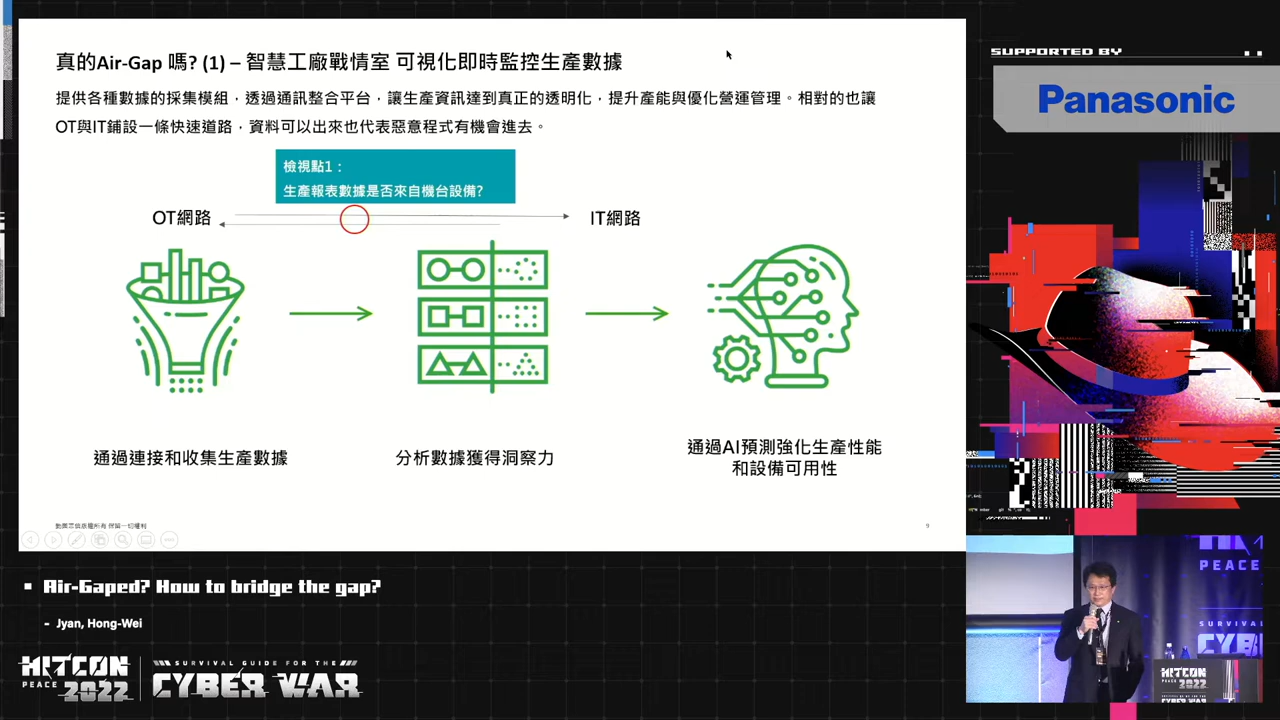 真的Air-Gap 嗎? (1) – 智慧工廠戰情室 可視化即時監控生產數據
提供各種數據的採集模組，透過通訊整合平台，讓生產資訊達到真正的透明化，提升產能與優化營運管理。相對的也讓
OT與IT鋪設一條快速道路，資料可以出來也代表惡意程式有機會進去。
檢視點1：
生產報表數據是否來自機台設備?
OT網路
IT網路
通過連接和收集生產數據
分析數據獲得洞察力
通過AI預測強化生產性能
和設備可用性
9
SUPPORTED BY
Panasonic
Air-Gaped? How to bridge the gap?
- Jyan, Hong-Wei
HITCON
PEACE 2022
SURVIVAL GUIDE FOR THE
CYBER WAR
PEACE
SURVIVAL
CYB
HITCON
2022